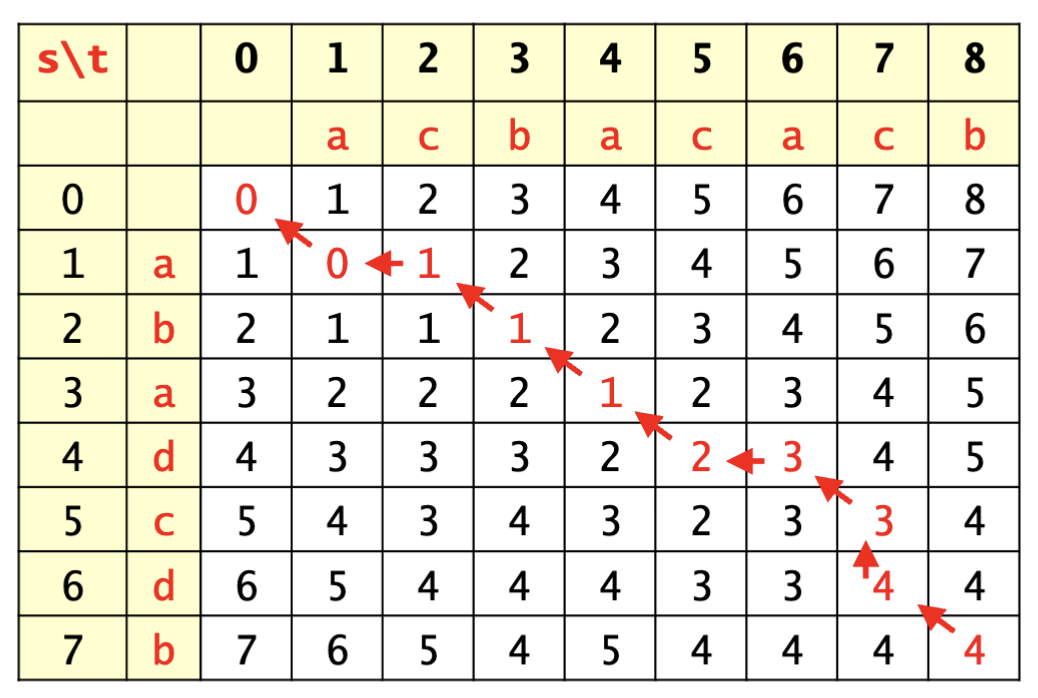 s\t 0 1 2 3 4 5 6 7 8
a c b a c a c b
0 0 1 2 3 4 5 6 7 8
1 a 1 0 1 2 3 4 5 6 7
2 b 2 1 1 1 2 3 4 5 6
3 a 3 2 2 2 1 2 3 4 5
4 d 4 3 3 3 2 2 3 4 5
5 c 5 4 3 4 3 2 3 3 4
6 d 6 5 4 4 4 3 3 4 4
7 b 7 6 5 4 5 4 4 4 4